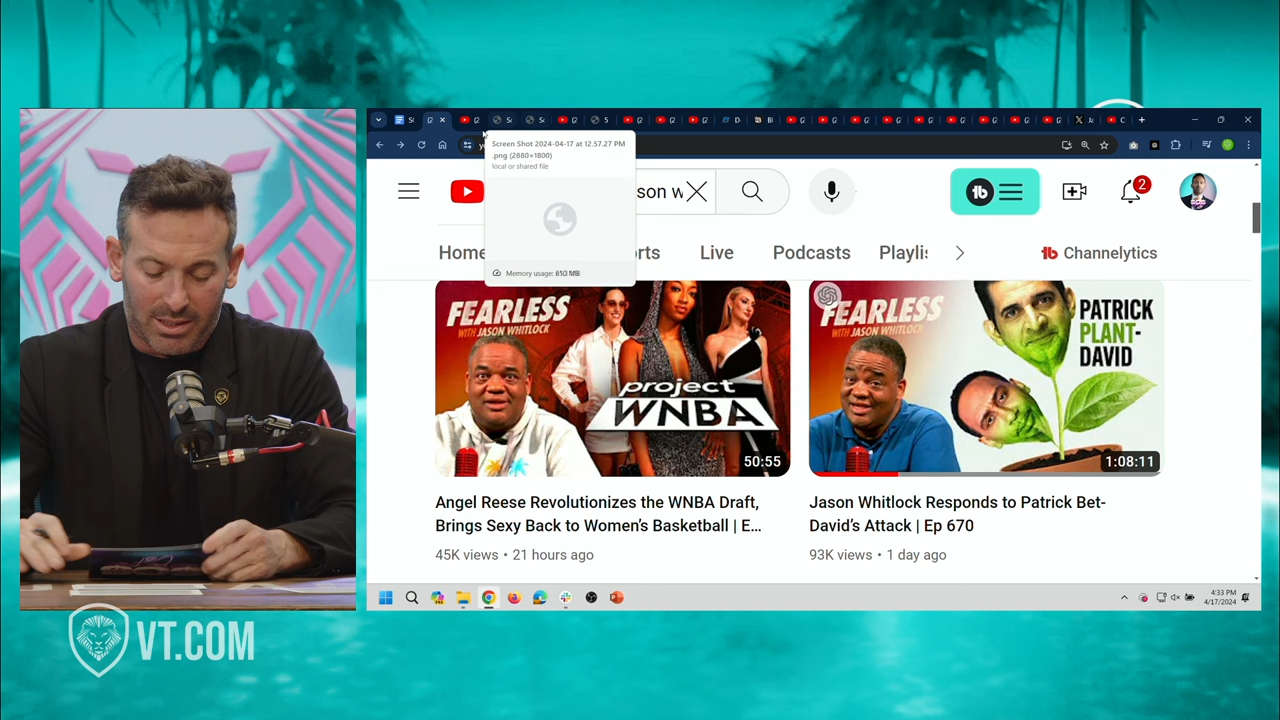 Screen Shot 2024-04-17 at 12.57.27 PM
.png (2880×1800)
local or shared file
Memory usage:
son w
2
Home
rts
Live
Podcasts
Playli
Channelytics
FEARLESS
WITH JASON WHITLOCK
project
WNBA
50:55
FEARLESS
WITH JASON WHITLOCK
PATRICK
PLANT-
DAVID
1:08:11
Angel Reese Revolutionizes the WNBA Draft,
Brings Sexy Back to Women’s Basketball | E...
45K views • 21 hours ago
Jason Whitlock Responds to Patrick Bet-
David’s Attack | Ep 670
93K views • 1 day ago
4:33 PM
4/17/2024
VT.COM